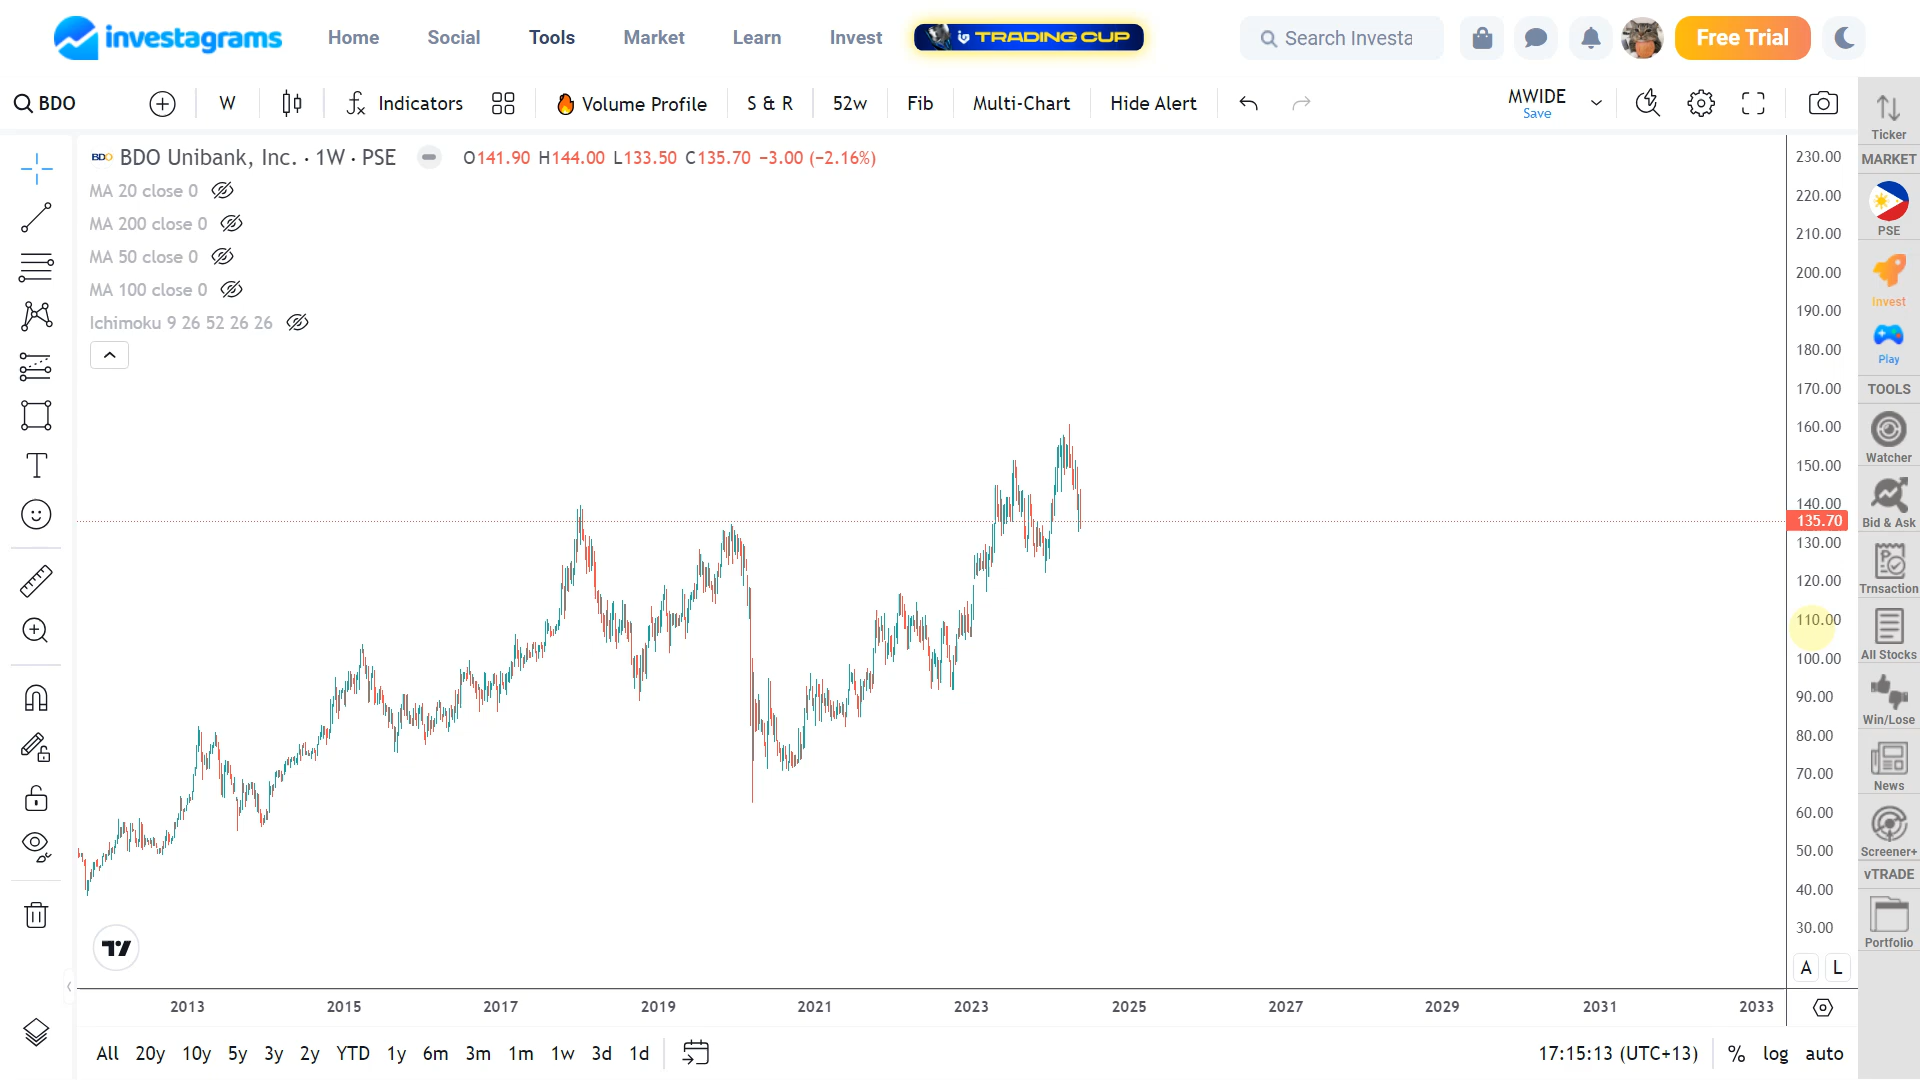 investagrams Home Social Tools Market Learn Invest TRADING CUP Search Investa Free Trial
BDO W Indicators Volume Profile S & R 52w Fib Multi-Chart Hide Alert MWIDE
Save
BDO BDO Unibank, Inc. · 1W · PSE O141.90 H144.00 L133.50 C135.70 −3.00 (−2.16%)
MA 20 close 0
MA 200 close 0
MA 50 close 0
MA 100 close 0
Ichimoku 9 26 52 26 26
230.00
220.00
210.00
200.00
190.00
180.00
170.00
160.00
150.00
140.00
135.70
130.00
120.00
110.00
100.00
90.00
80.00
70.00
60.00
50.00
40.00
30.00
A L
2013 2015 2017 2019 2021 2023 2025 2027 2029 2031 2033
All 20y 10y 5y 3y 2y YTD 1y 6m 3m 1m 1w 3d 1d 17:15:13 (UTC+13) % log auto
Ticker
MARKET
PSE
Invest
Play
TOOLS
Watcher
Bid & Ask
Trnsaction
All Stocks
Win/Lose
News
Screener+
vTRADE
Portfolio